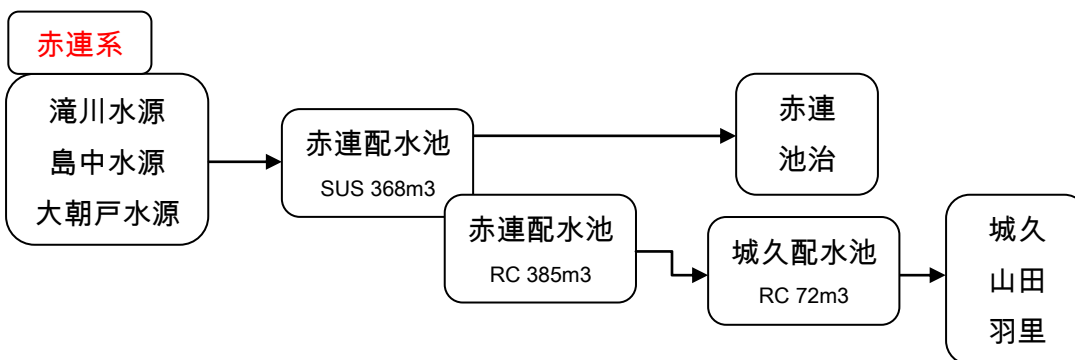 赤連系
滝川水源
島中水源
大朝戸水源
赤連配水池
SUS 368m3
赤連配水池
RC 385m3
赤連
池治
城久配水池
RC 72m3
城久
山田
羽里